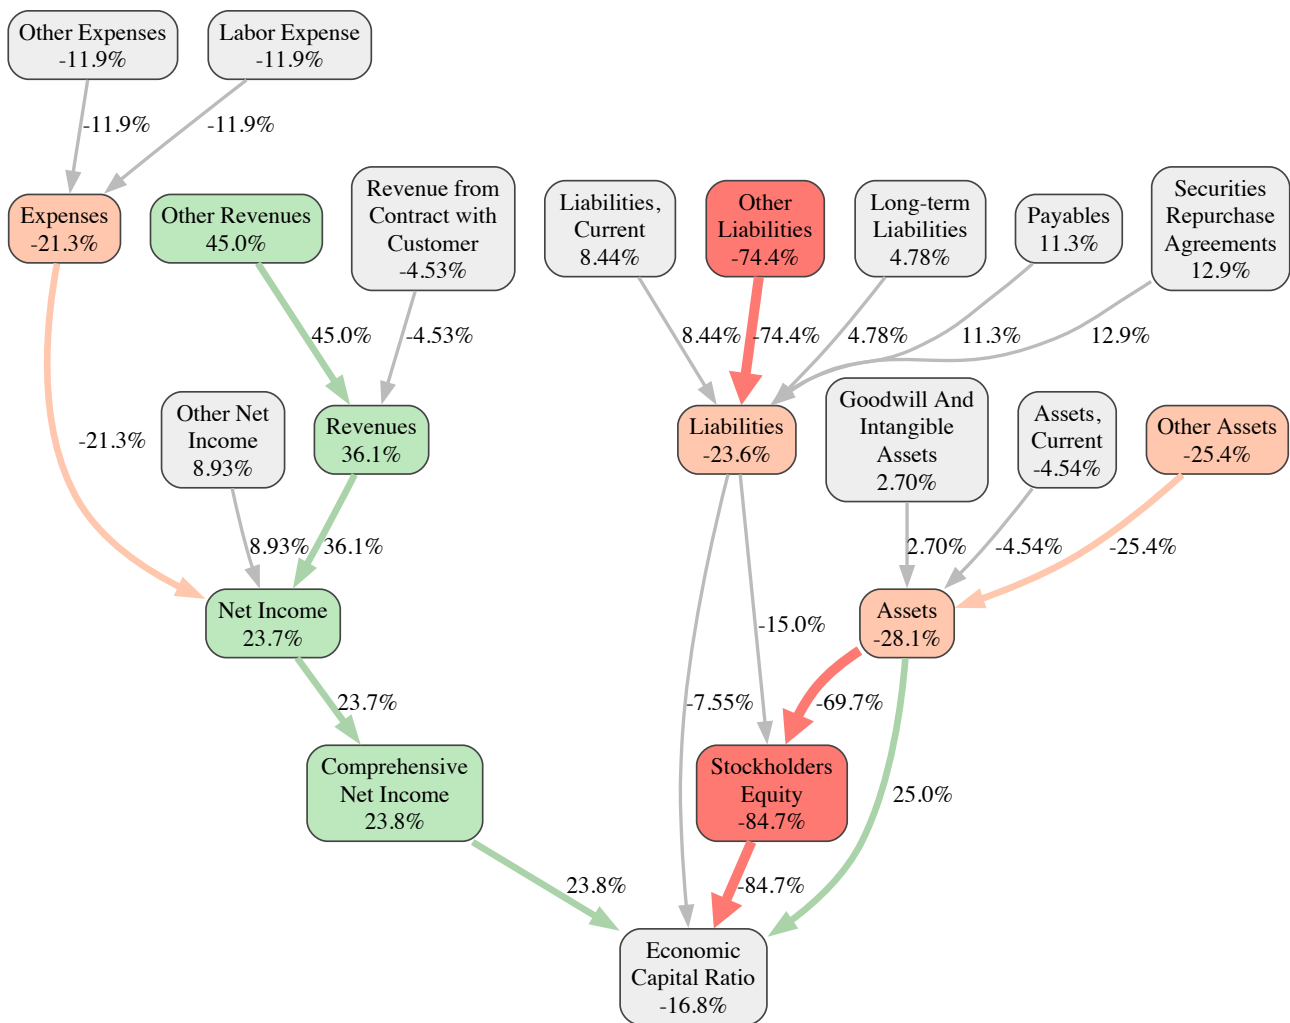 Other Expenses
-11.9%
Labor Expense
-11.9%
-11.9%
-11.9%
Expenses
-21.3%
Other Revenues
45.0%
Revenue from
Contract with
Customer
-4.53%
Liabilities,
Current
8.44%
Other
Liabilities
-74.4%
Long-term
Liabilities
4.78%
Payables
11.3%
Securities
Repurchase
Agreements
12.9%
45.0%
-4.53%
8.44%
-74.4%
4.78%
11.3%
12.9%
-21.3%
Other Net
Income
8.93%
Revenues
36.1%
Liabilities
-23.6%
Goodwill And
Intangible
Assets
2.70%
Assets,
Current
-4.54%
Other Assets
-25.4%
8.93%
36.1%
2.70%
-4.54%
-25.4%
Net Income
23.7%
-15.0%
Assets
-28.1%
23.7%
-7.55%
-69.7%
Comprehensive
Net Income
23.8%
Stockholders
Equity
-84.7%
25.0%
23.8%
-84.7%
Economic
Capital Ratio
-16.8%